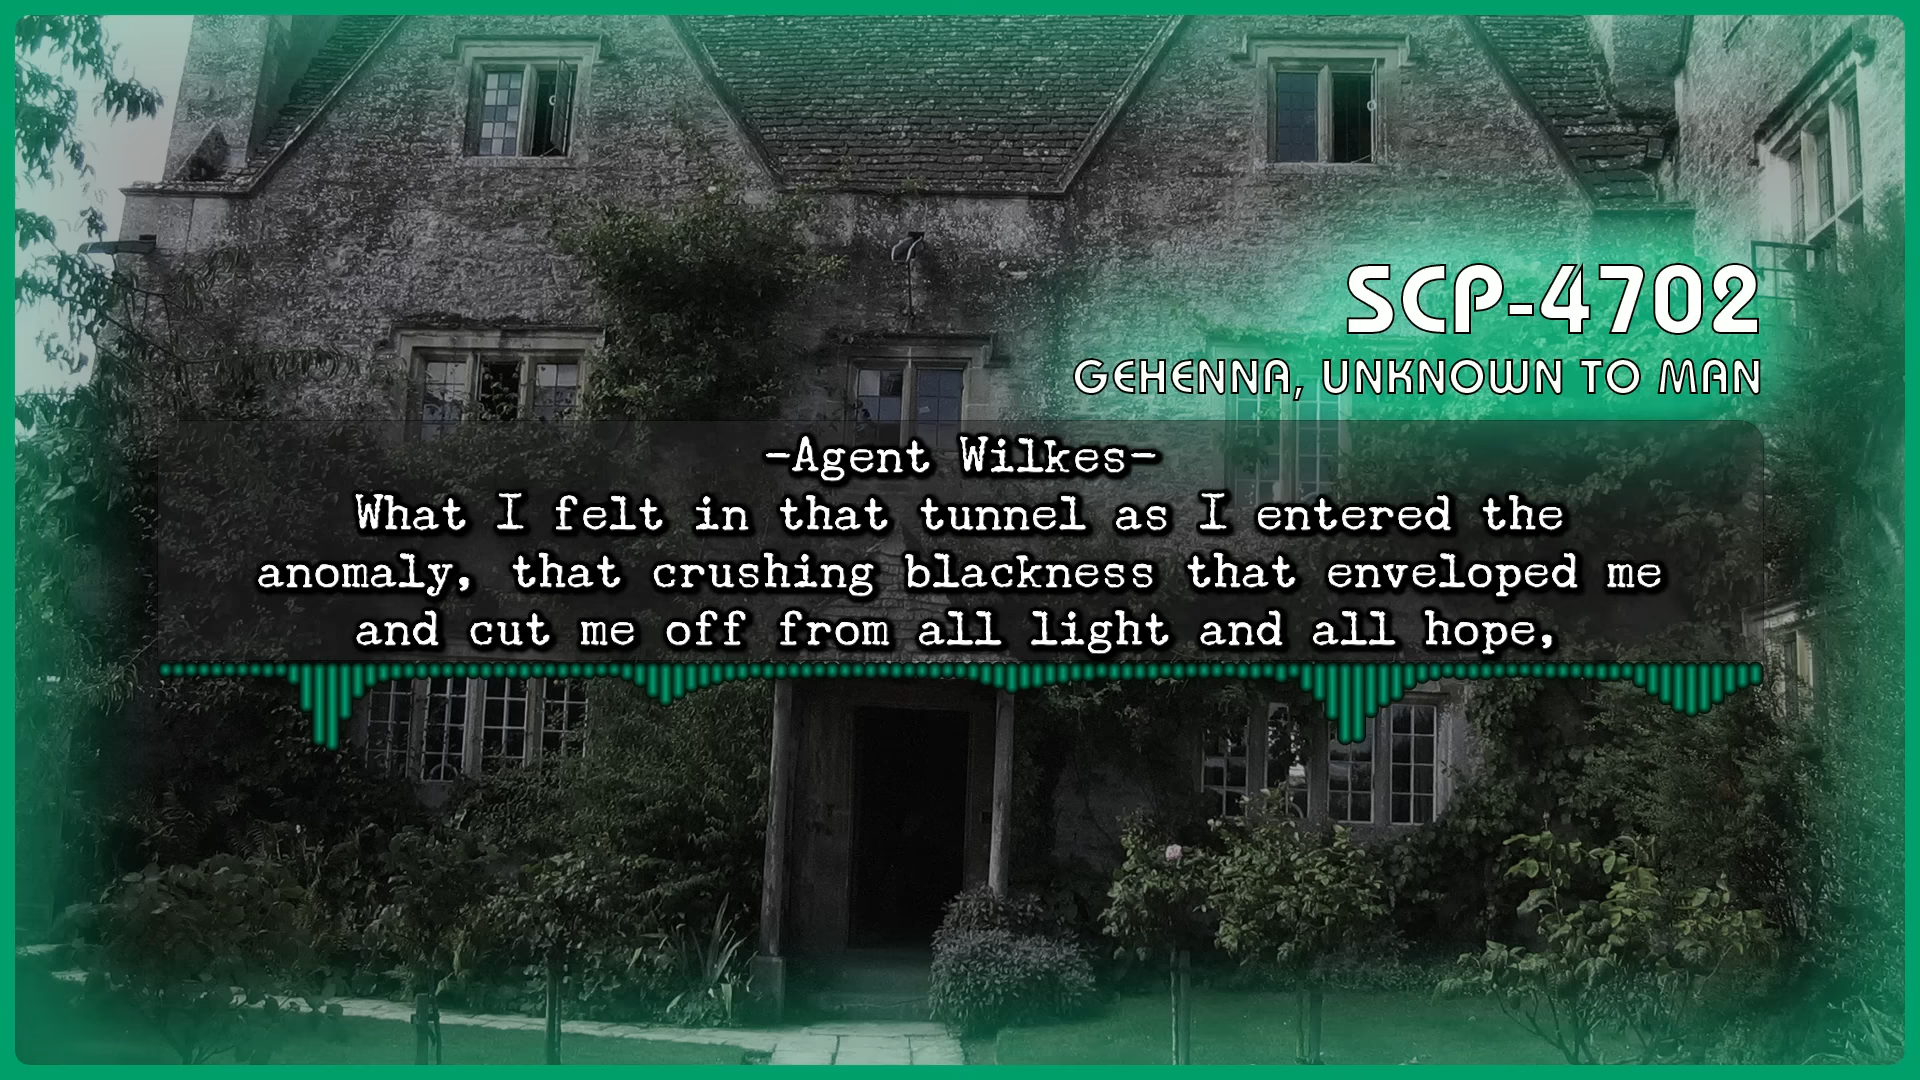 SCP-4702
GEHENNA, UNKNOWN TO MAN
-Agent Wilkes-
What I felt in that tunnel as I entered the
anomaly, that crushing blackness that enveloped me
and cut me off from all light and all hope,